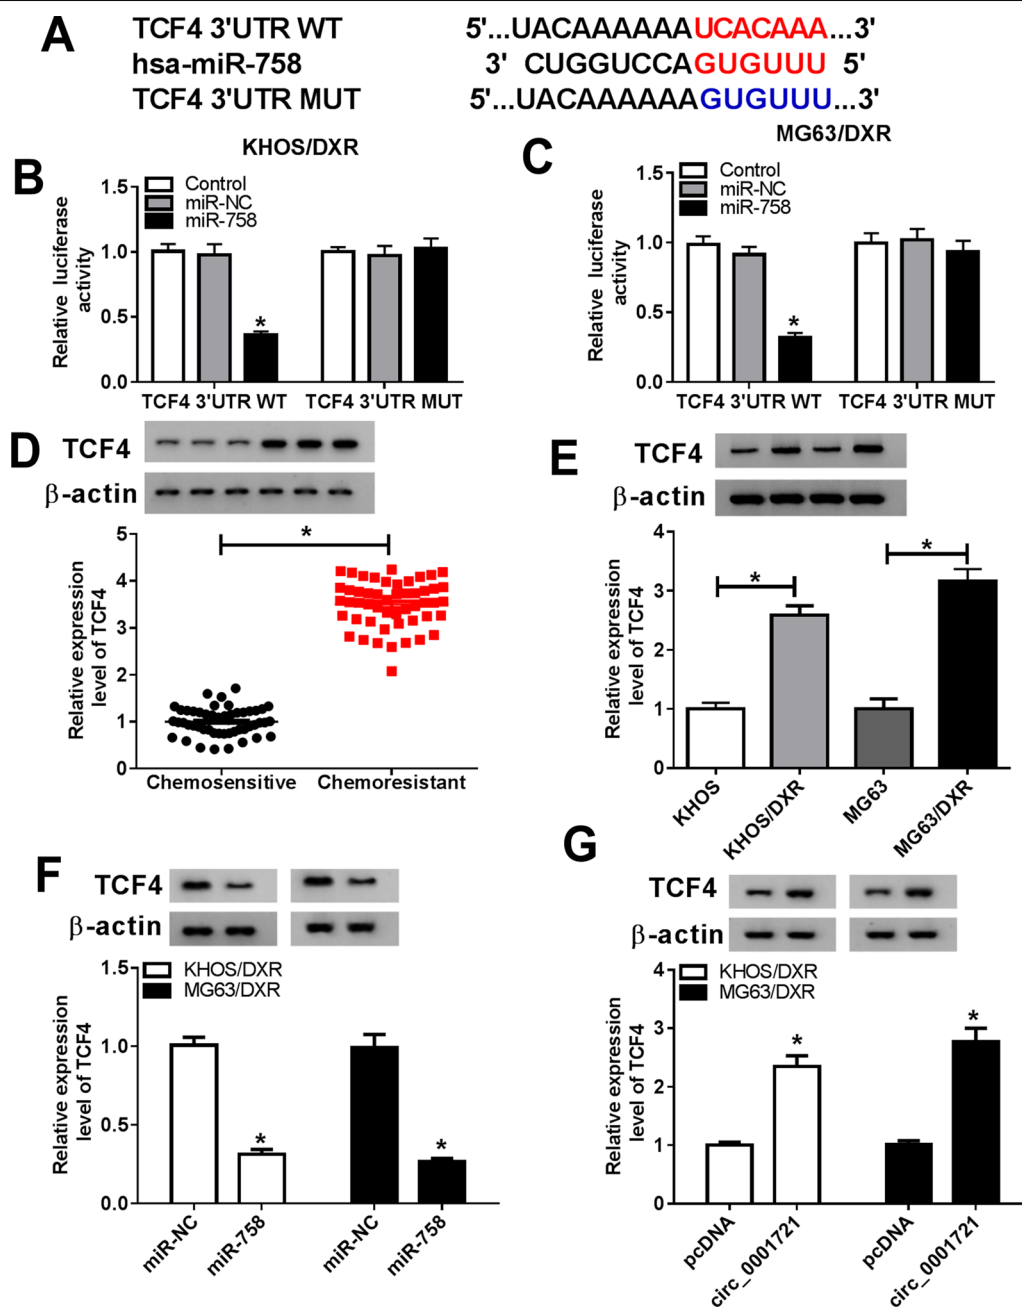 A
TCF4 3'UTR WT 5'...UACAAAAAAUCACAAA...3'
hsa-miR-758 3' CUGGUCCAGUGUUU 5'
TCF4 3'UTR MUT 5'...UACAAAAAAGUGUUU...3'
B
KHOS/DXR
Control
miR-NC
miR-758
Relative luciferase
activity
1.5
1.0
0.5
0.0
*
TCF4 3'UTR WT TCF4 3'UTR MUT
C
MG63/DXR
Control
miR-NC
miR-758
Relative luciferase
activity
1.5
1.0
0.5
0.0
*
TCF4 3'UTR WT TCF4 3'UTR MUT
D
TCF4
β-actin
Relative expression
level of TCF4
5
4
3
2
1
0
*
Chemosensitive Chemoresistant
E
TCF4
β-actin
Relative expression
level of TCF4
4
3
2
1
0
*
*
KHOS
KHOS/DXR
MG63
MG63/DXR
F
TCF4
β-actin
KHOS/DXR
MG63/DXR
Relative expression
level of TCF4
1.5
1.0
0.5
0.0
*
*
miR-NC
miR-758
miR-NC
miR-758
G
TCF4
β-actin
KHOS/DXR
MG63/DXR
Relative expression
level of TCF4
4
3
2
1
0
*
*
pcDNA
circ_0001721
pcDNA
circ_0001721